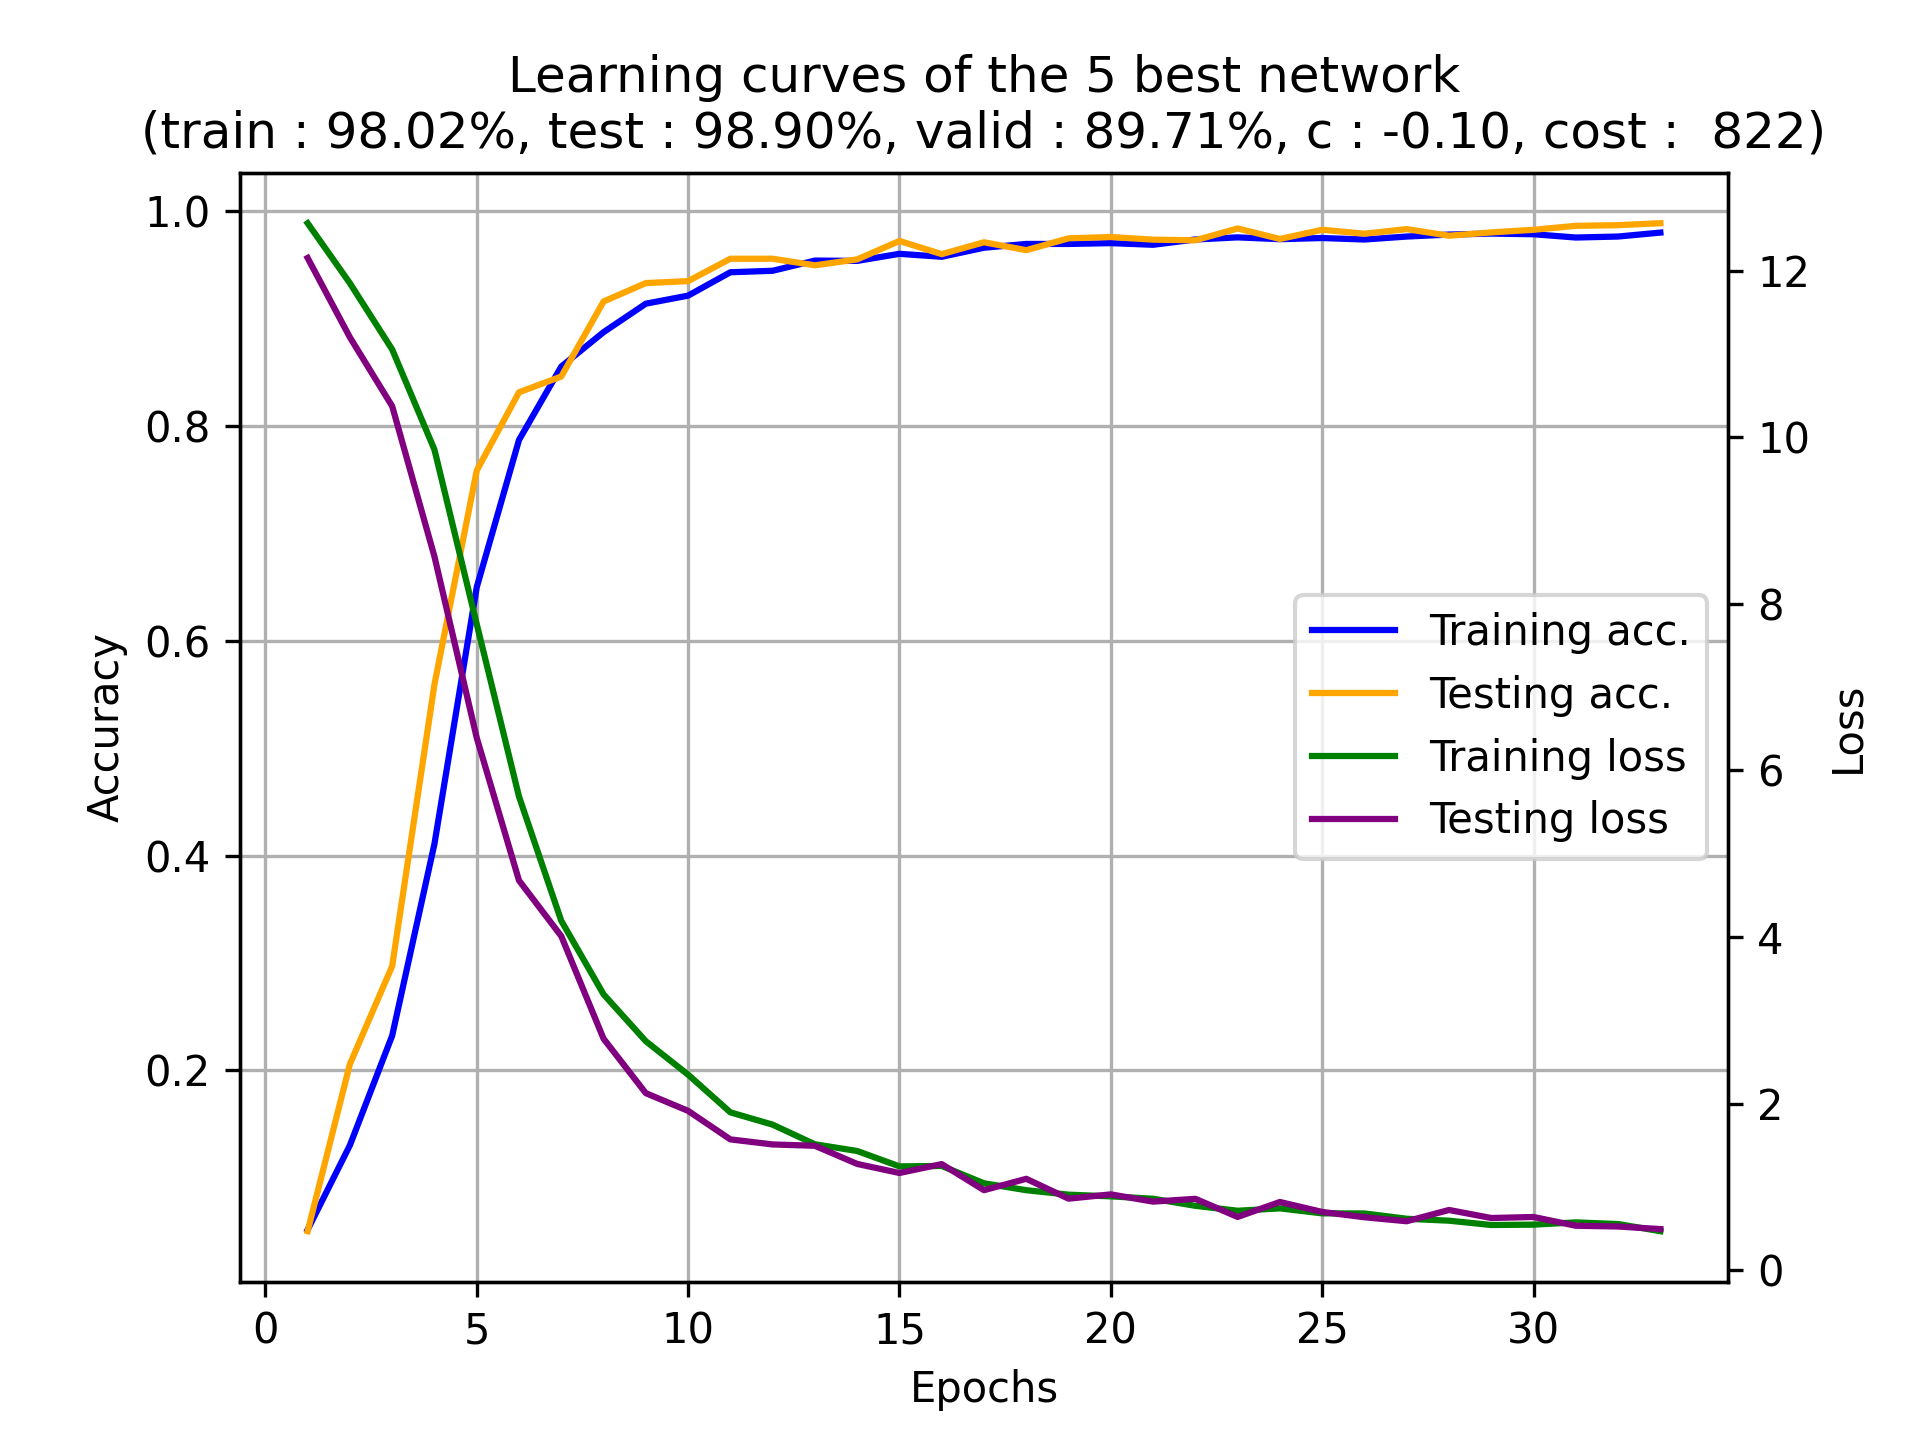 Learning curves of the 5 best network
(train : 98.02%, test : 98.90%, valid : 89.71%, c : -0.10, cost :  822)
1.0
0.8
0.6
0.4
0.2
Accuracy
12
10
8
6
4
2
0
Loss
Training acc.
Testing acc.
Training loss
Testing loss
0 5 10 15 20 25 30
Epochs